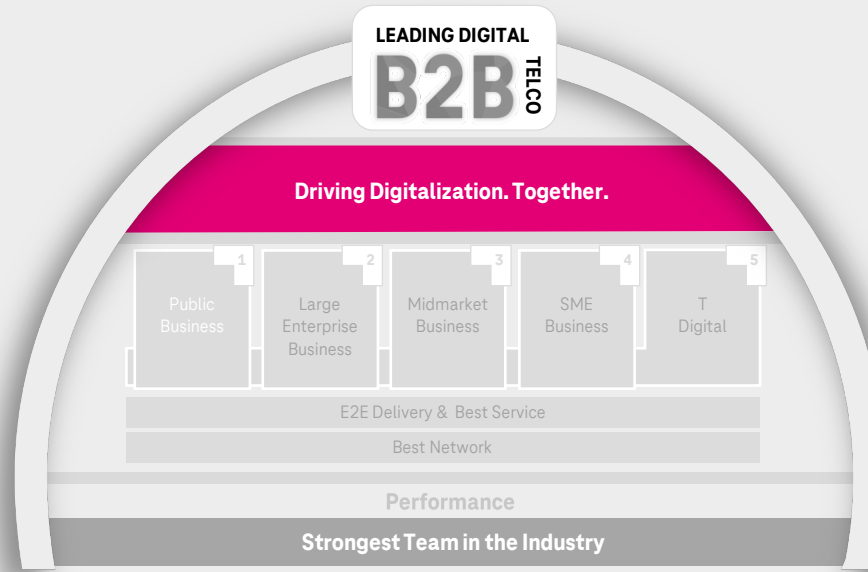 LEADING DIGITAL
B2B
TELCO
Driving Digitalization. Together.
1
Public
Business
2
Large
Enterprise
Business
3
Midmarket
Business
4
SME
Business
5
T
Digital
E2E Delivery & Best Service
Best Network
Performance
Strongest Team in the Industry